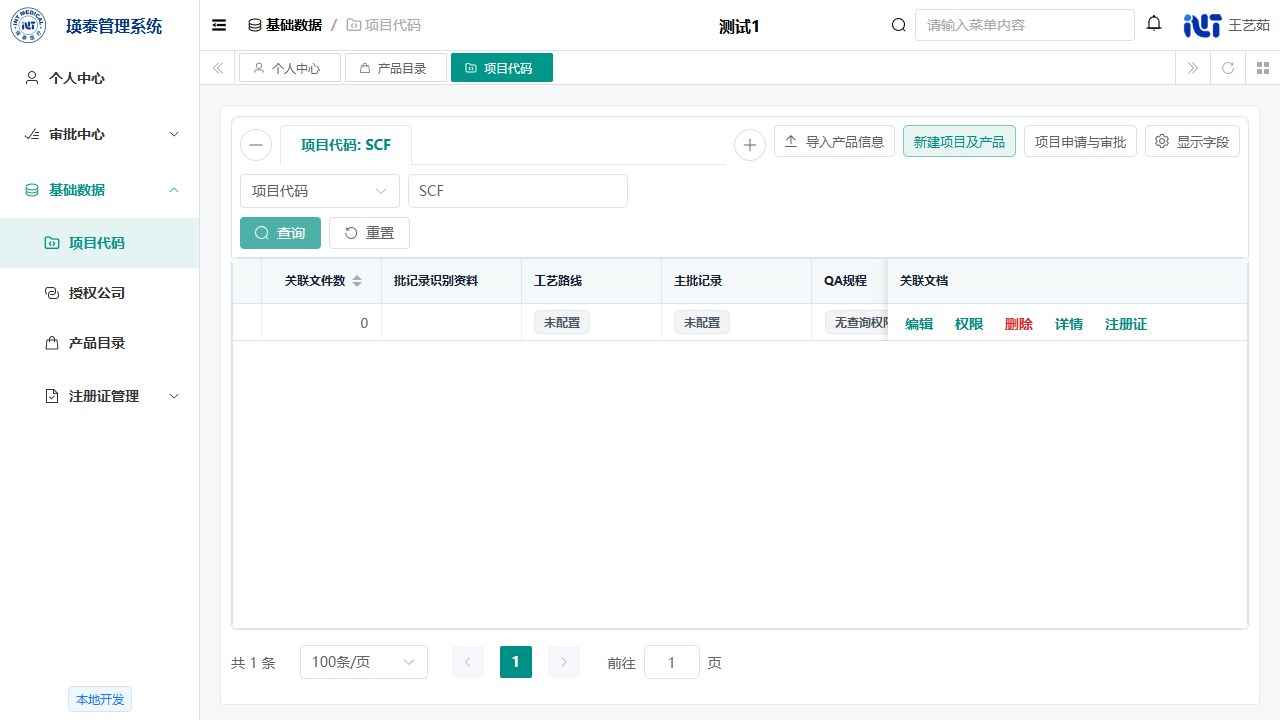 瑛泰管理系统
基础数据 / 项目代码
测试1
请输入菜单内容
王艺茹
个人中心
审批中心
基础数据
项目代码
授权公司
产品目录
注册证管理
本地开发
个人中心
产品目录
项目代码
项目代码: SCF
导入产品信息
新建项目及产品
项目申请与审批
显示字段
项目代码
SCF
查询
重置
关联文件数 批记录识别资料 工艺路线 主批记录 QA规程 关联文档
0 未配置 未配置 无查询权限 编辑 权限 删除 详情 注册证
共 1 条
100条/页
1
前往 1 页